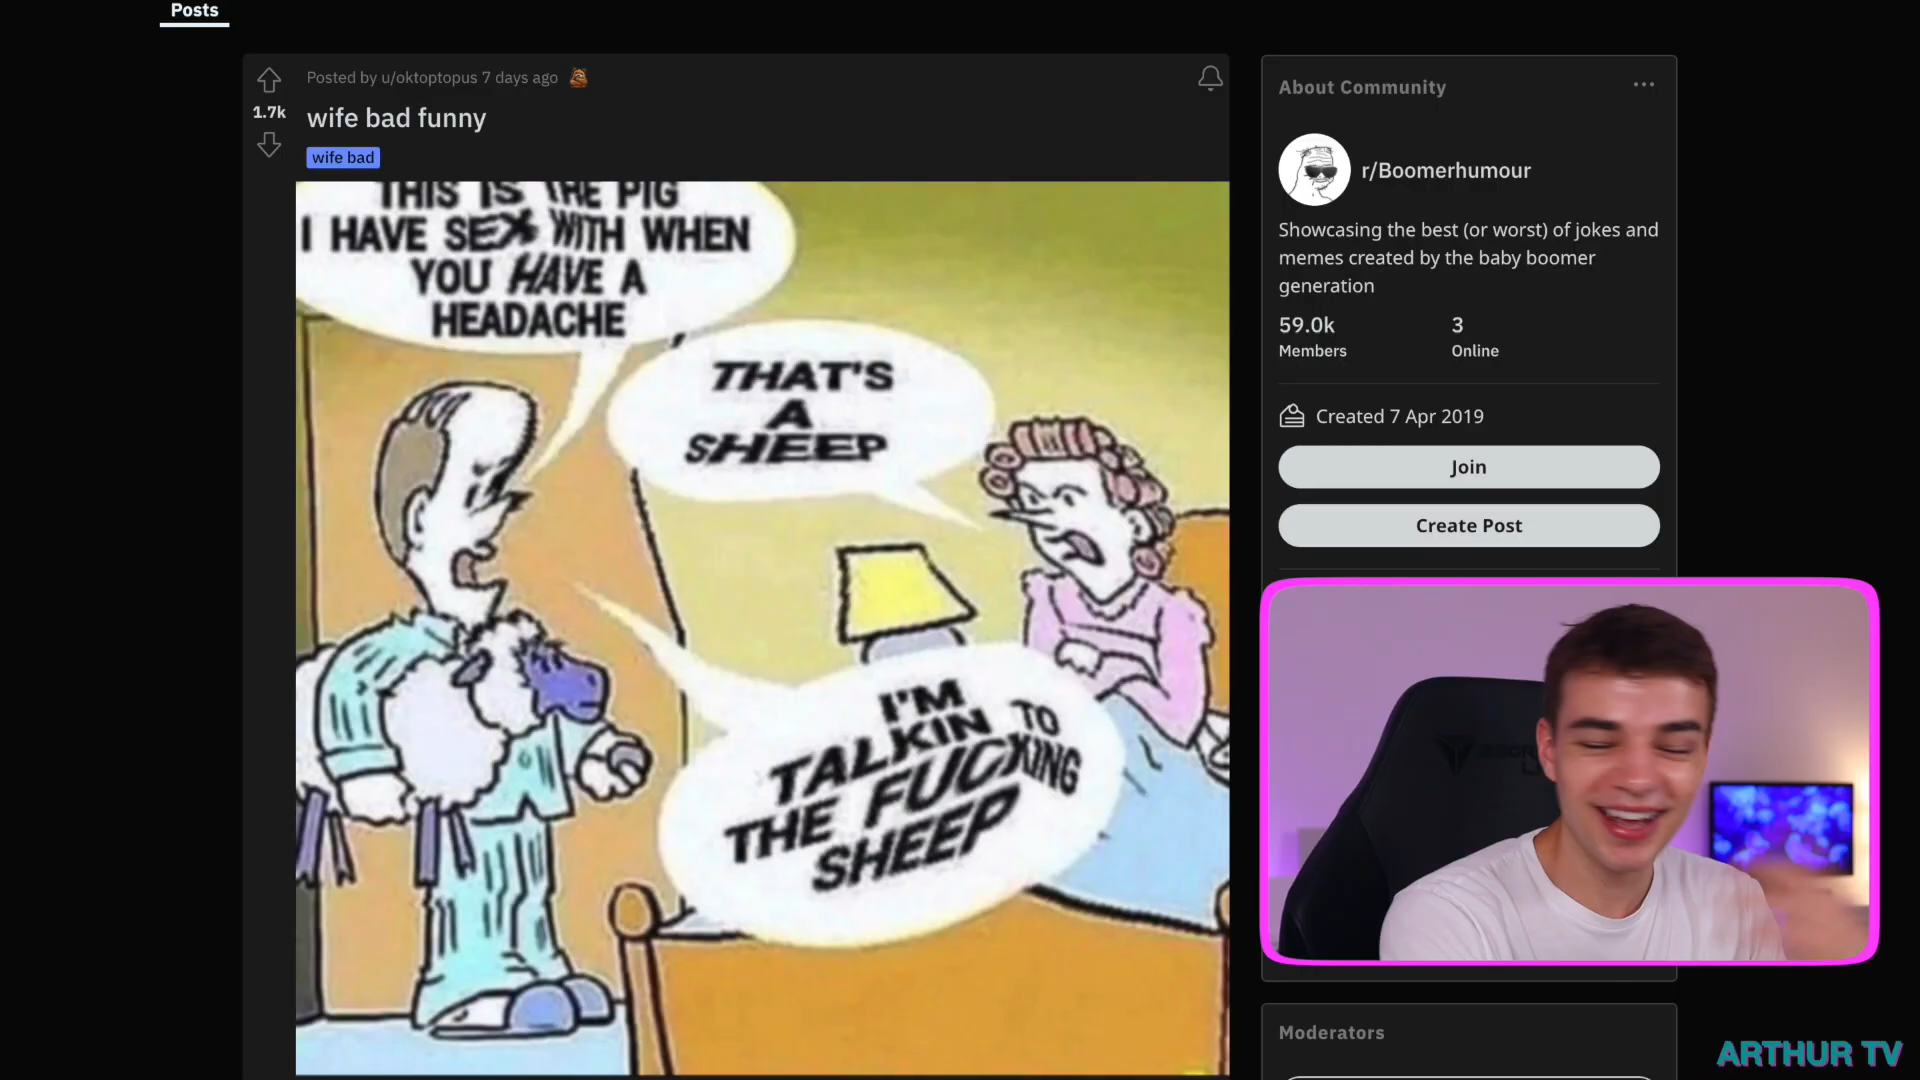 Posts
Posted by u/oktoptopus 7 days ago
1.7k
wife bad funny
wife bad
THIS IS THE PIG
I HAVE SEX WITH WHEN
YOU HAVE A
HEADACHE
THAT'S
A
SHEEP
I'M
TALKIN TO
THE FUCKING
SHEEP
About Community
r/Boomerhumour
Showcasing the best (or worst) of jokes and
memes created by the baby boomer
generation
59.0k
Members
3
Online
Created 7 Apr 2019
Join
Create Post
Moderators
ARTHUR TV